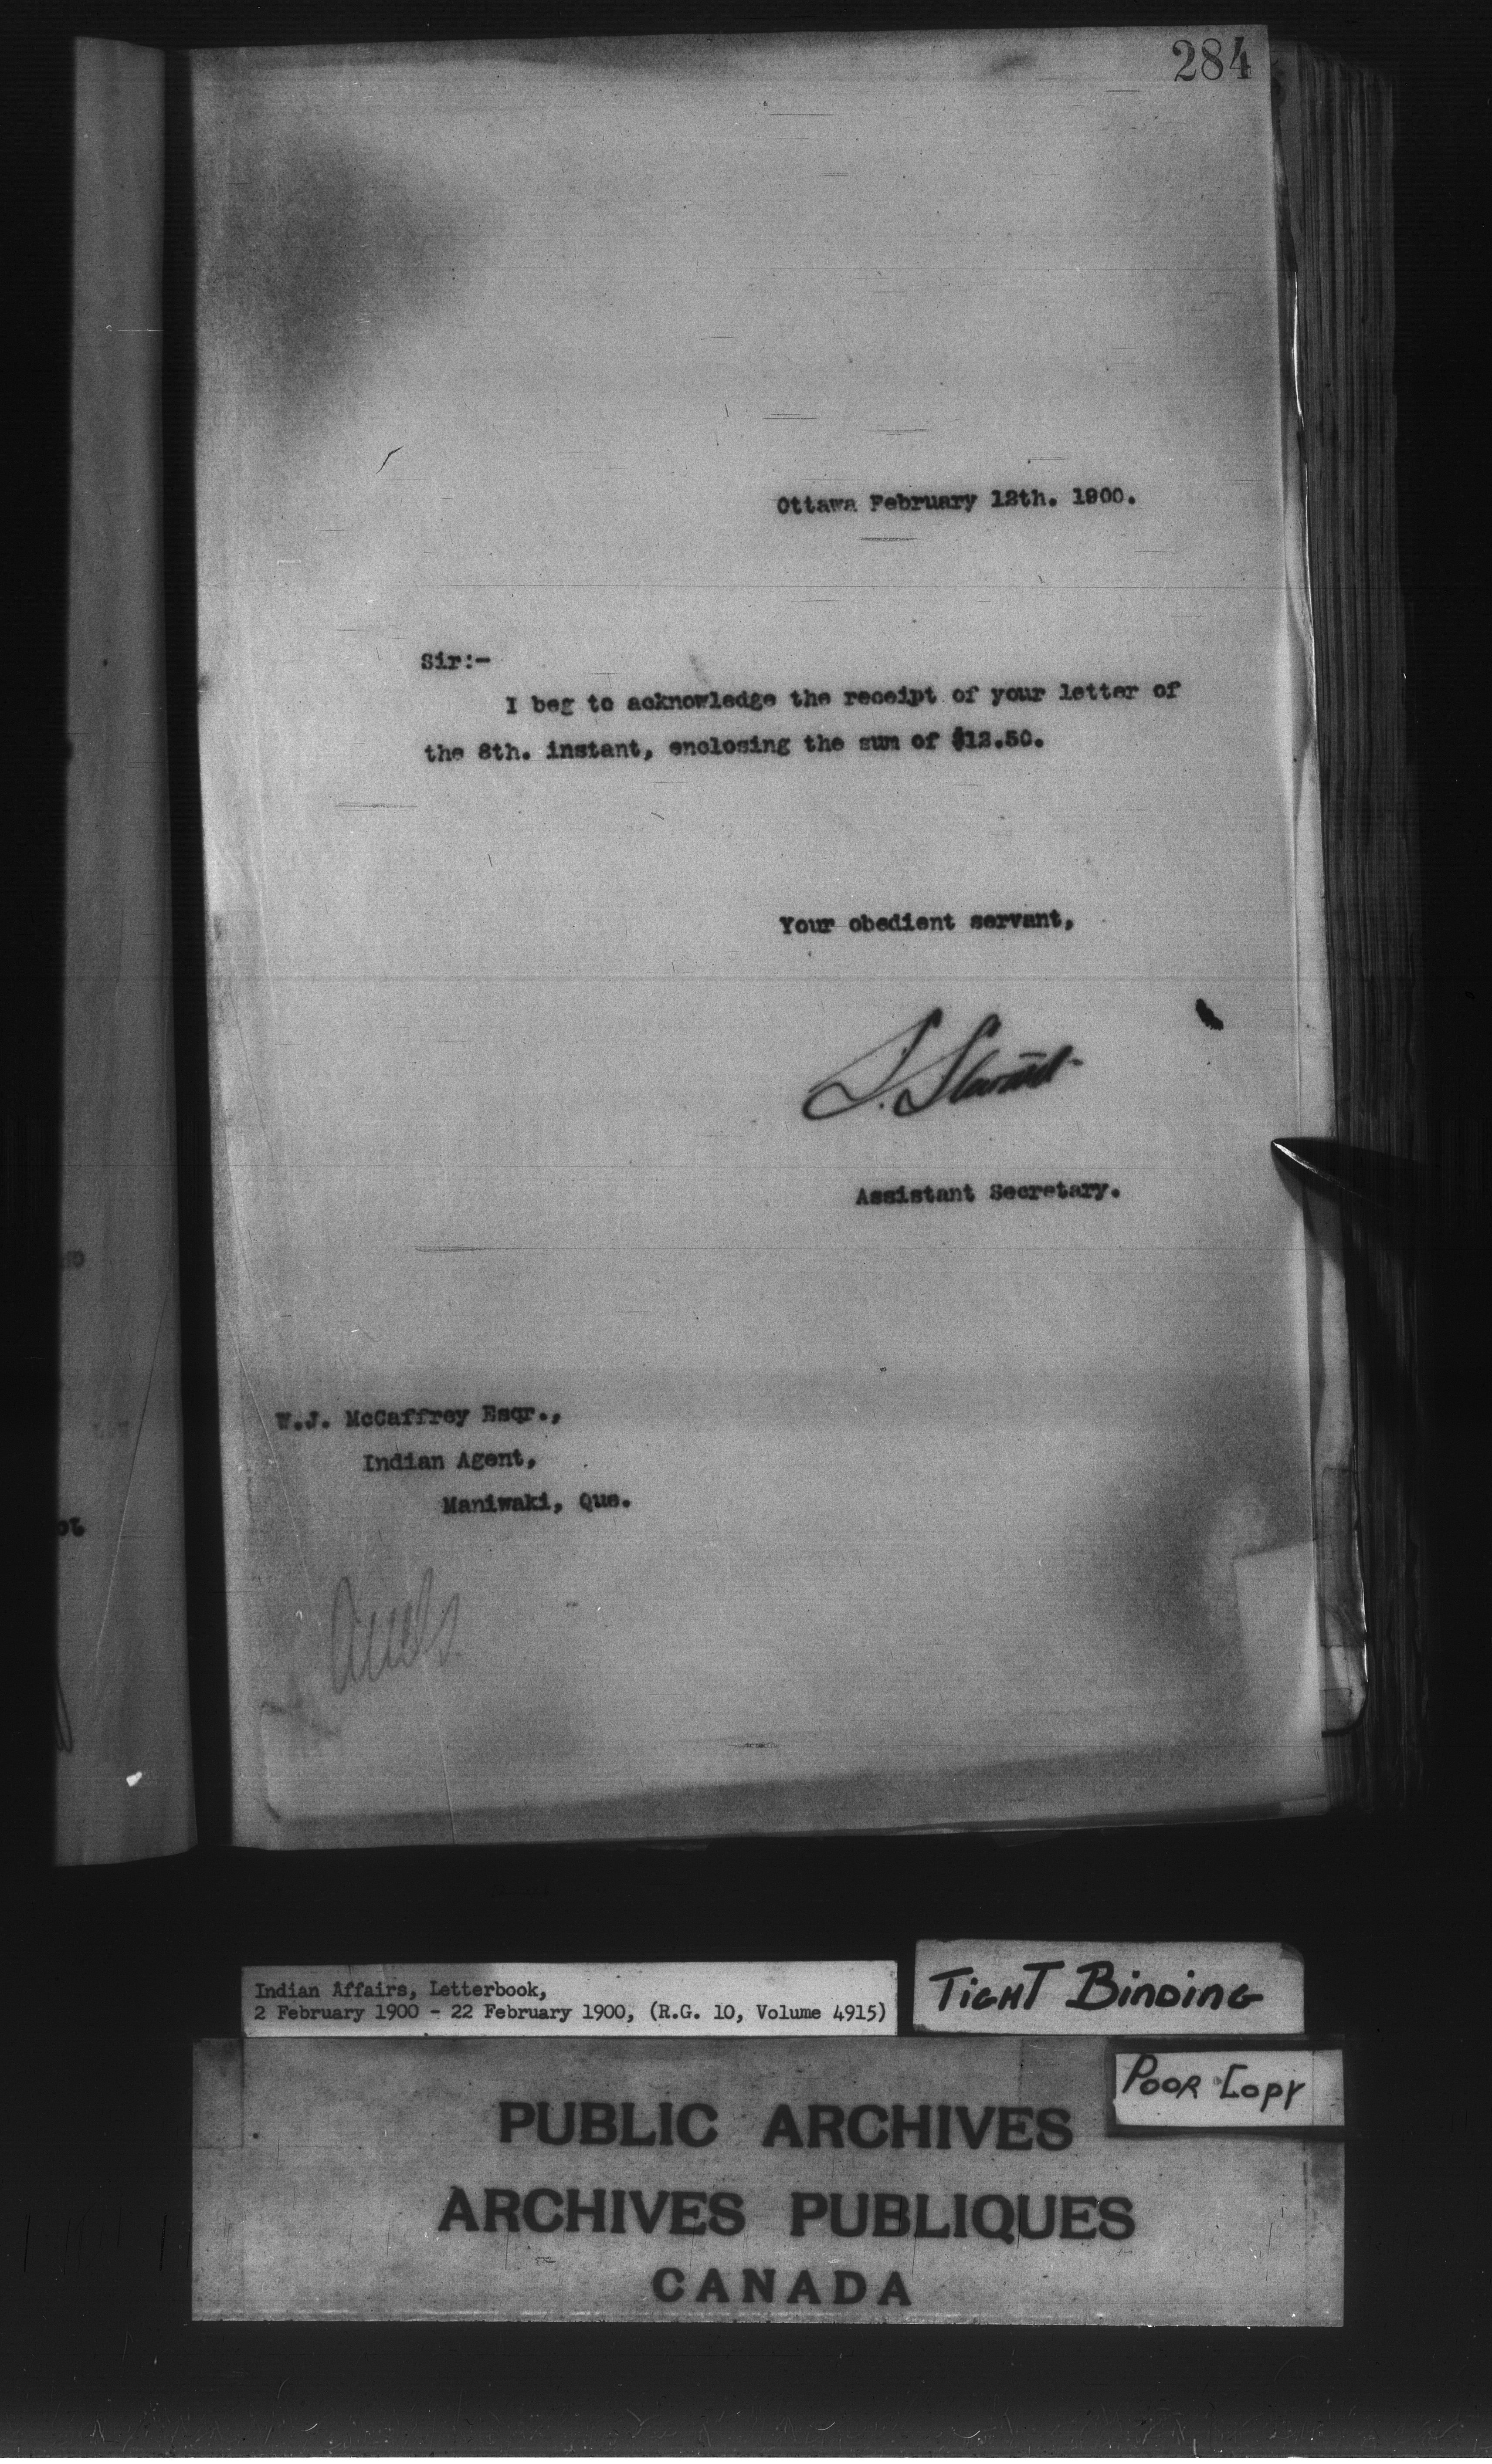 284
Ottawa February 12th. 1900.
Sir:-
I beg to acknowledge the receipt of your letter of
the 8th. instant, enclosing the sum of $12.50.
Your obedient servant,
S. Stewart
Assistant Secretary.
W.J. McCaffrey Esqr.,
Indian Agent,
Maniwaki, Que.
Indian Affairs, Letterbook,
2 February 1900 - 22 February 1900, (R.G. 10, Volume 4915)
TIGHT BINDING
POOR COPY
PUBLIC ARCHIVES
ARCHIVES PUBLIQUES
CANADA